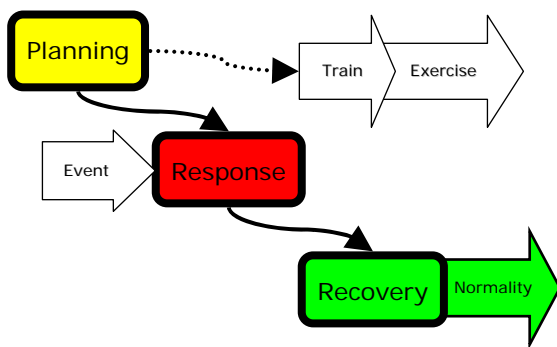 Planning
Train
Exercise
Event
Response
Recovery
Normality